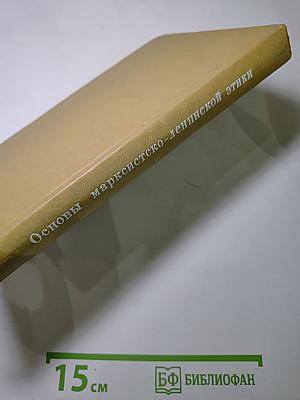 Основы марксистско-ленинской этики
15 см
БФ БИБЛИОФАН